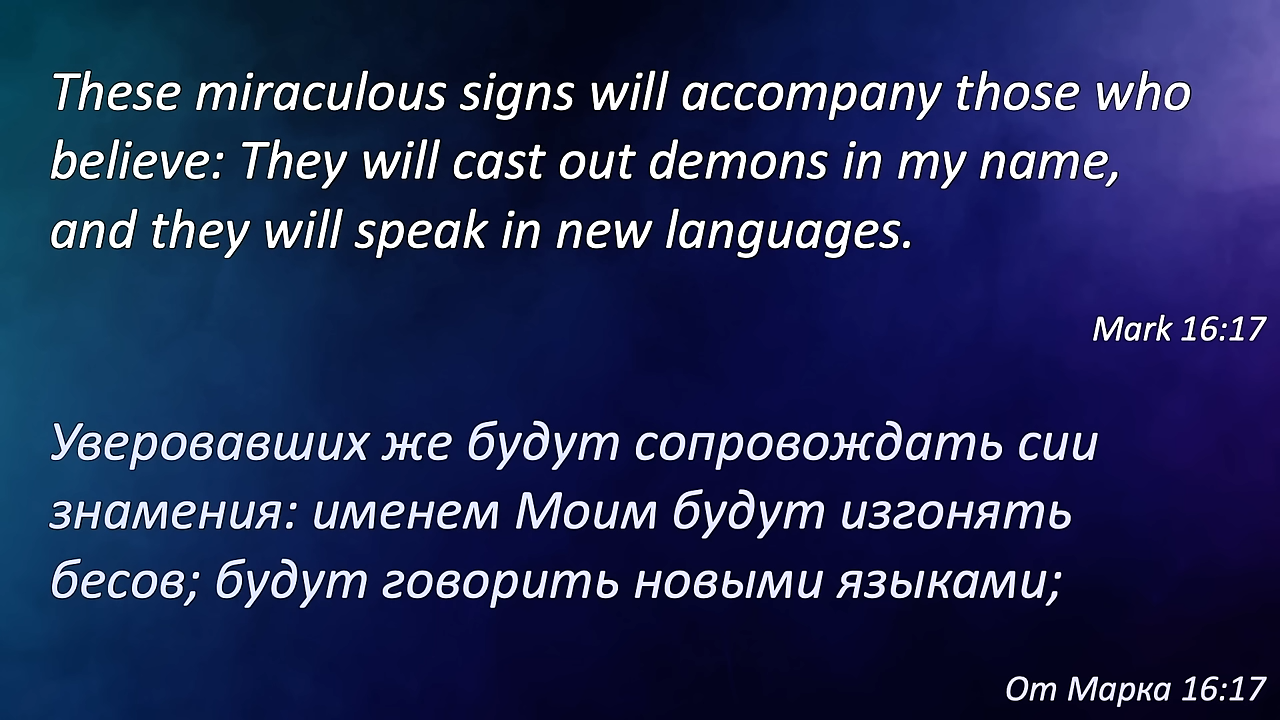 These miraculous signs will accompany those who
believe: They will cast out demons in my name,
and they will speak in new languages.
Mark 16:17
Уверовавших же будут сопровождать сии
знамения: именем Моим будут изгонять
бесов; будут говорить новыми языками;
От Марка 16:17